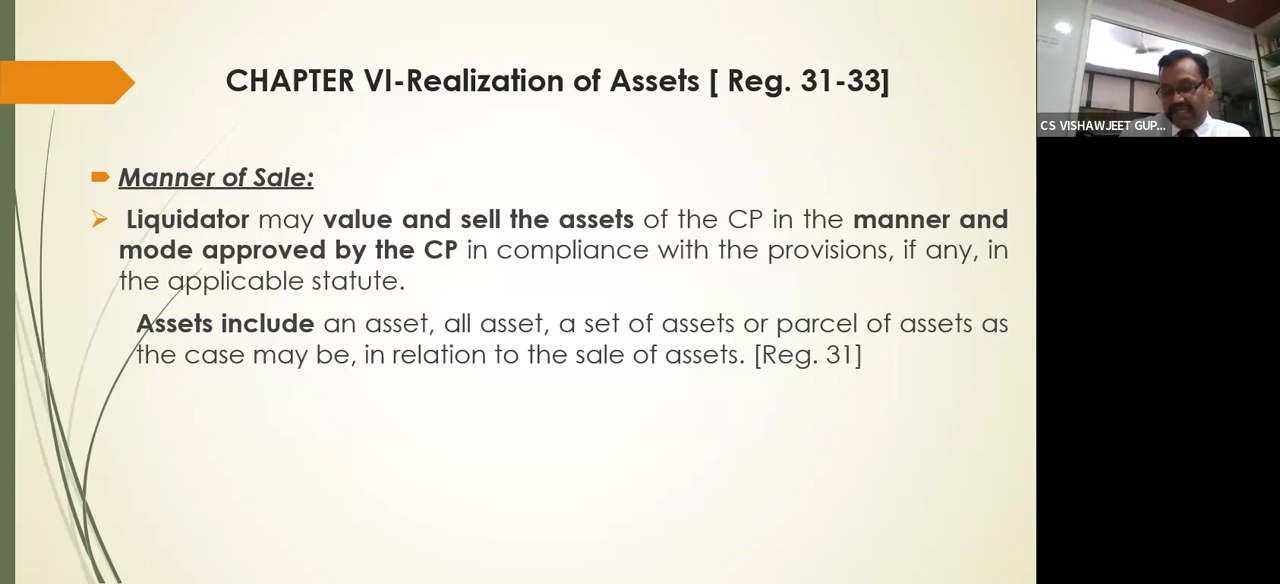 CHAPTER VI-Realization of Assets [ Reg. 31-33]
CS VISHAWJEET GUP...
Manner of Sale:
Liquidator may value and sell the assets of the CP in the manner and
mode approved by the CP in compliance with the provisions, if any, in
the applicable statute.
Assets include an asset, all asset, a set of assets or parcel of assets as
the case may be, in relation to the sale of assets. [Reg. 31]